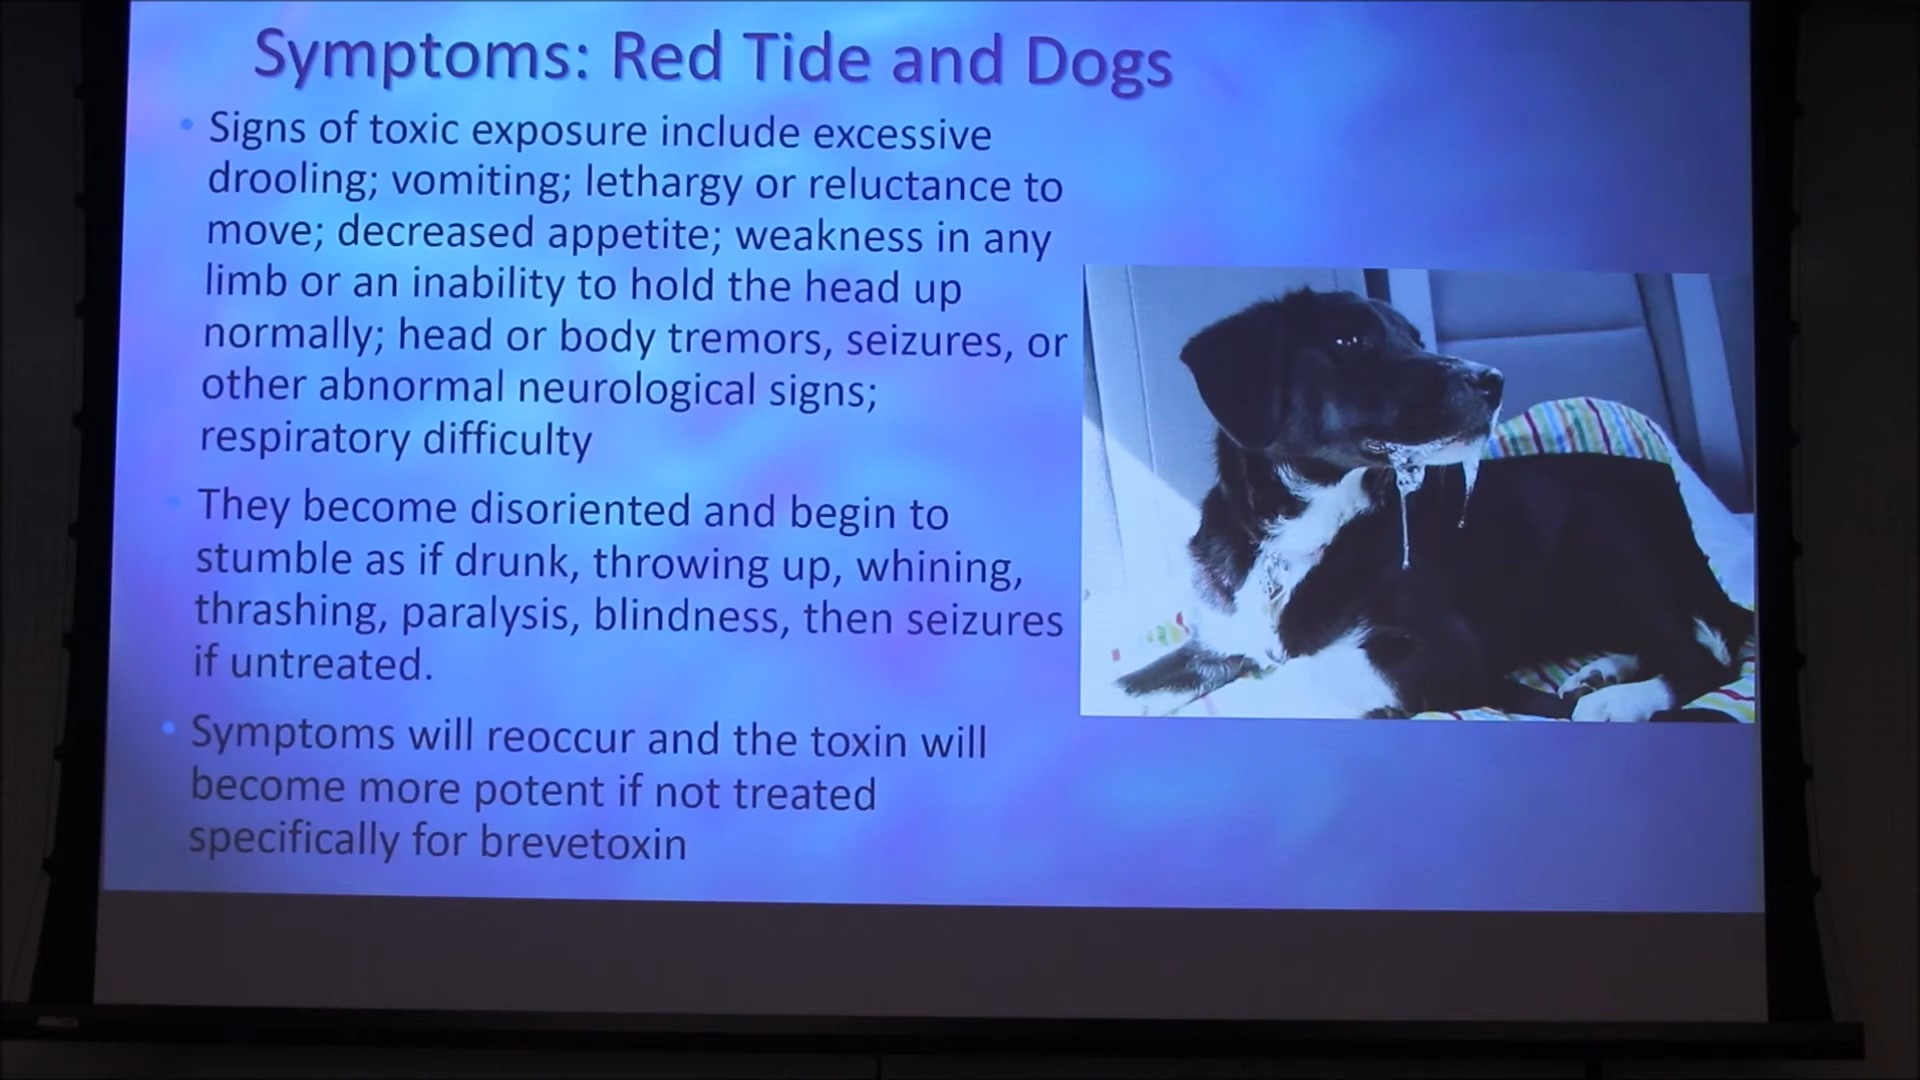 Symptoms: Red Tide and Dogs
• Signs of toxic exposure include excessive
drooling; vomiting; lethargy or reluctance to
move; decreased appetite; weakness in any
limb or an inability to hold the head up
normally; head or body tremors, seizures, or
other abnormal neurological signs;
respiratory difficulty
• They become disoriented and begin to
stumble as if drunk, throwing up, whining,
thrashing, paralysis, blindness, then seizures
if untreated.
• Symptoms will reoccur and the toxin will
become more potent if not treated
specifically for brevetoxin